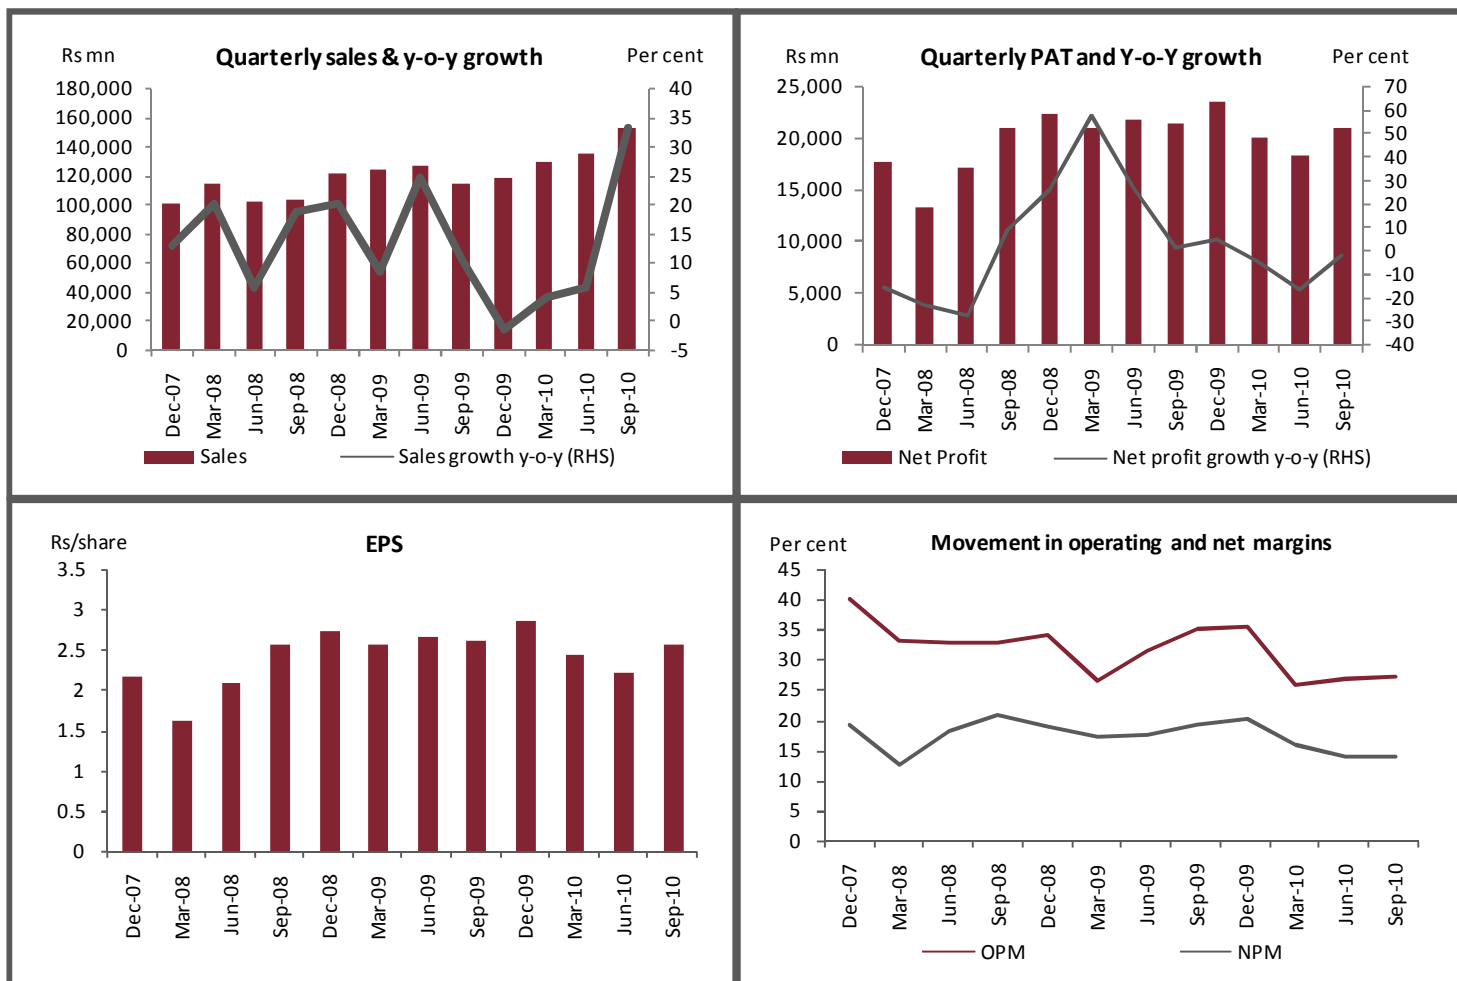 Rs mn Quarterly sales & y-o-y growth Per cent
180,000
160,000
140,000
120,000
100,000
80,000
60,000
40,000
20,000
0
40
35
30
25
20
15
10
5
0
-5
Dec-07
Mar-08
Jun-08
Sep-08
Dec-08
Mar-09
Jun-09
Sep-09
Dec-09
Mar-10
Jun-10
Sep-10
Sales Sales growth y-o-y (RHS)
Rs mn Quarterly PAT and Y-o-Y growth Per cent
25,000
20,000
15,000
10,000
5,000
0
70
60
50
40
30
20
10
0
-10
-20
-30
-40
Dec-07
Mar-08
Jun-08
Sep-08
Dec-08
Mar-09
Jun-09
Sep-09
Dec-09
Mar-10
Jun-10
Sep-10
Net Profit Net profit growth y-o-y (RHS)
Rs/share EPS
3.5
3
2.5
2
1.5
1
0.5
0
Dec-07
Mar-08
Jun-08
Sep-08
Dec-08
Mar-09
Jun-09
Sep-09
Dec-09
Mar-10
Jun-10
Sep-10
Per cent Movement in operating and net margins
45
40
35
30
25
20
15
10
5
0
Dec-07
Mar-08
Jun-08
Sep-08
Dec-08
Mar-09
Jun-09
Sep-09
Dec-09
Mar-10
Jun-10
Sep-10
OPM NPM